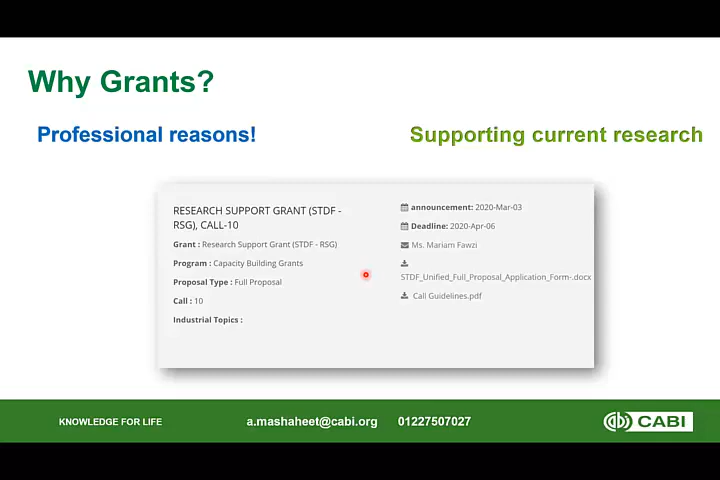 Why Grants?
Professional reasons!
Supporting current research
RESEARCH SUPPORT GRANT (STDF -
RSG), CALL-10
Grant : Research Support Grant (STDF - RSG)
Program : Capacity Building Grants
Proposal Type : Full Proposal
Call : 10
Industrial Topics :
announcement: 2020-Mar-03
Deadline: 2020-Apr-06
Ms. Mariam Fawzi
STDF_Unified_Full_Proposal_Application_Form-.docx
Call Guidelines.pdf
KNOWLEDGE FOR LIFE
a.mashaheet@cabi.org
01227507027
CABI